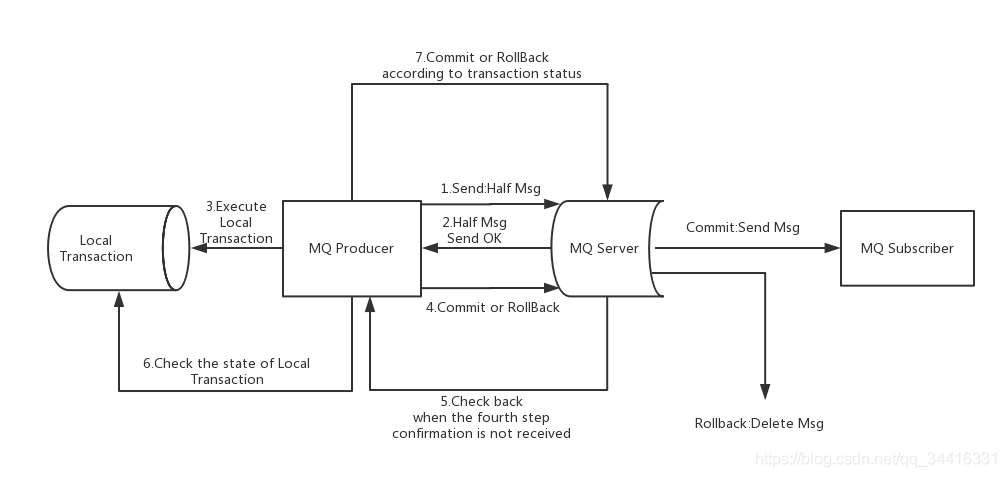 7.Commit or RollBack
according to transaction status
1.Send:Half Msg
3.Execute
Local
Transaction
2.Half Msg
Send OK
Local
Transaction
MQ Producer
MQ Server
Commit:Send Msg
MQ Subscriber
4.Commit or RollBack
6.Check the state of Local
Transaction
5.Check back
when the fourth step
confirmation is not received
Rollback:Delete Msg
https://blog.csdn.net/qq_34416331